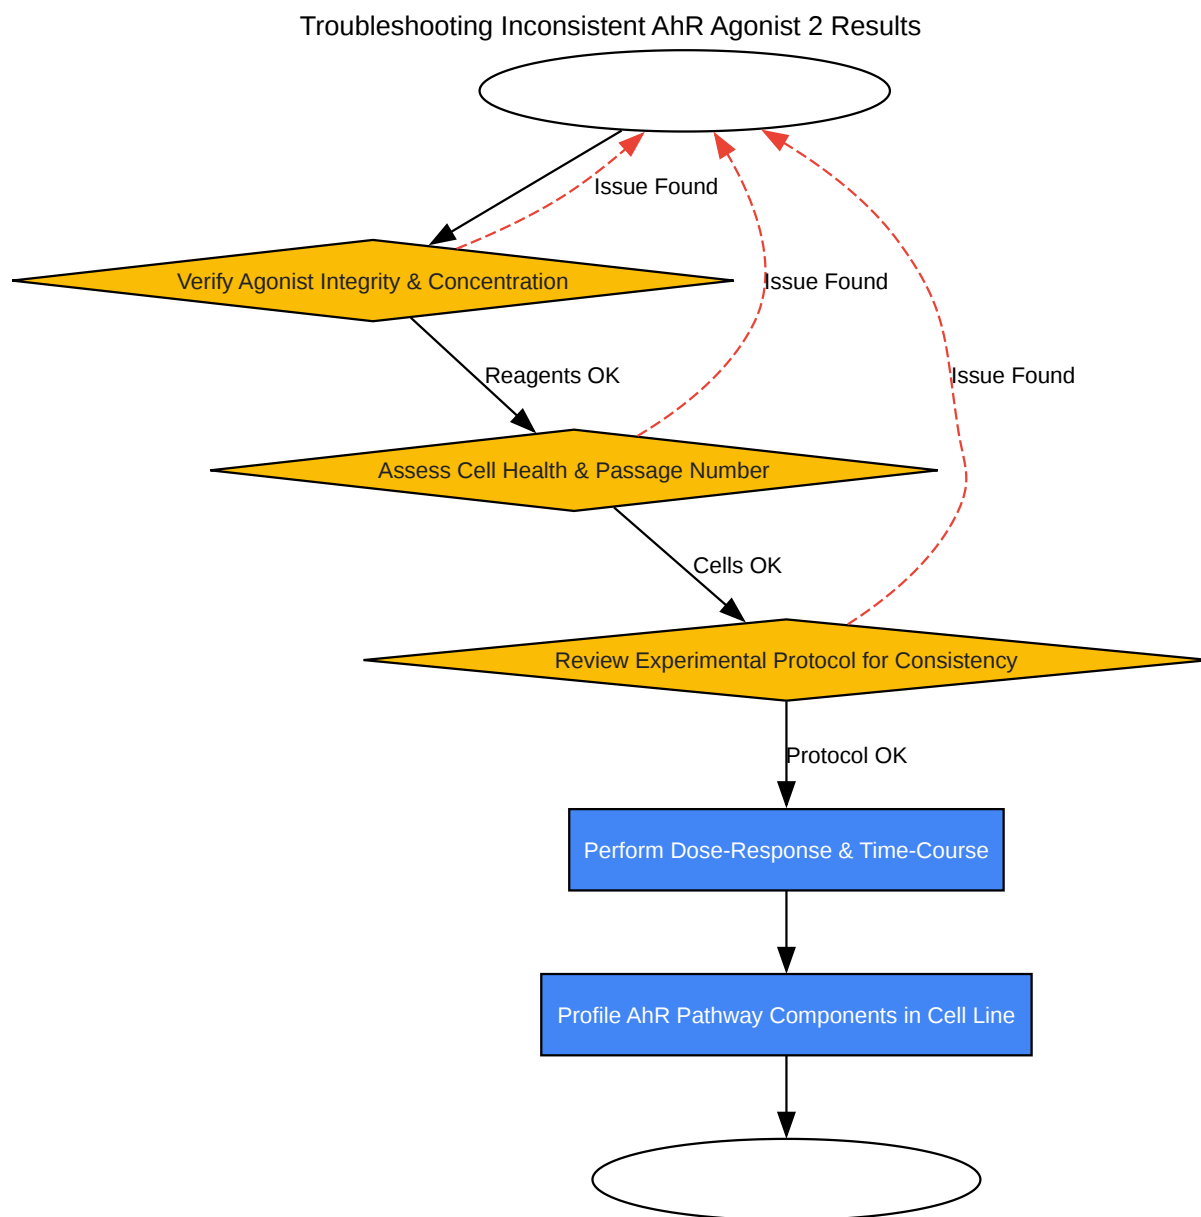 Troubleshooting Inconsistent AhR Agonist 2 Results
Issue Found
Verify Agonist Integrity & Concentration
Issue Found
Reagents OK
Issue Found
Assess Cell Health & Passage Number
Cells OK
Review Experimental Protocol for Consistency
Protocol OK
Perform Dose-Response & Time-Course
Profile AhR Pathway Components in Cell Line